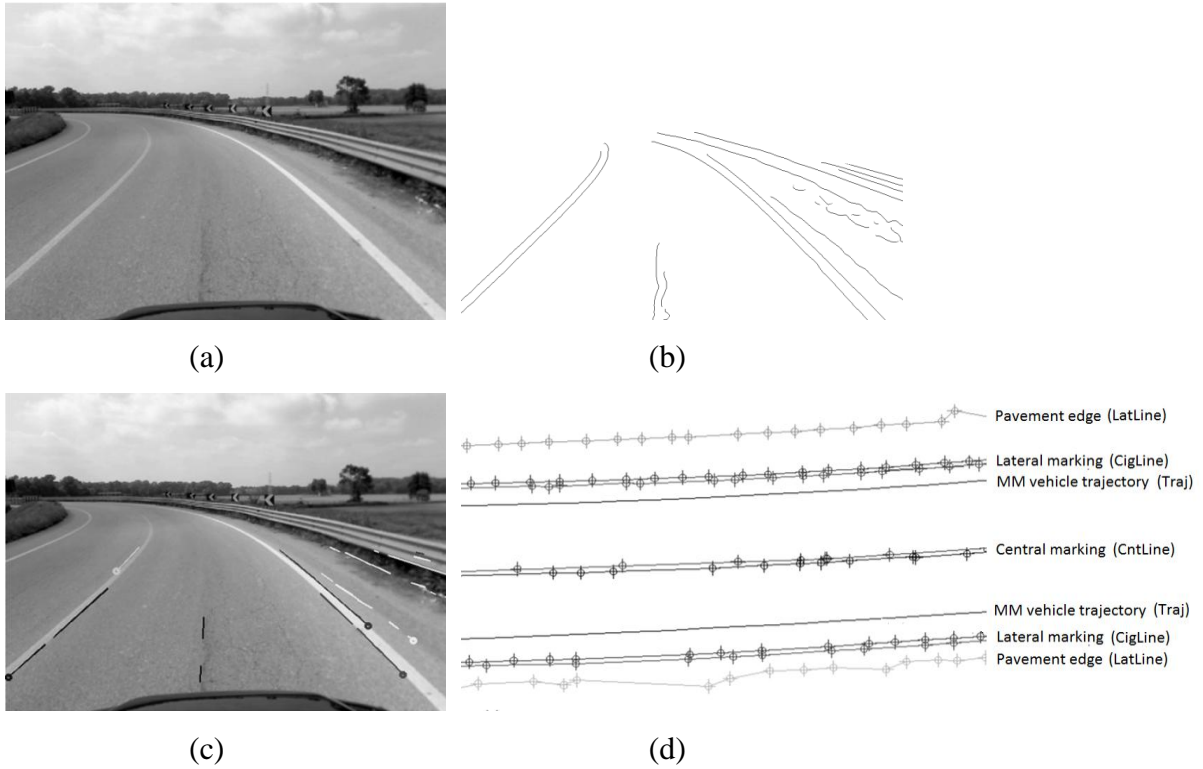 (a)
(b)
Pavement edge (LatLine)
Lateral marking (CigLine)
MM vehicle trajectory (Traj)
Central marking (CntLine)
MM vehicle trajectory (Traj)
Lateral marking (CigLine)
Pavement edge (LatLine)
(c)
(d)